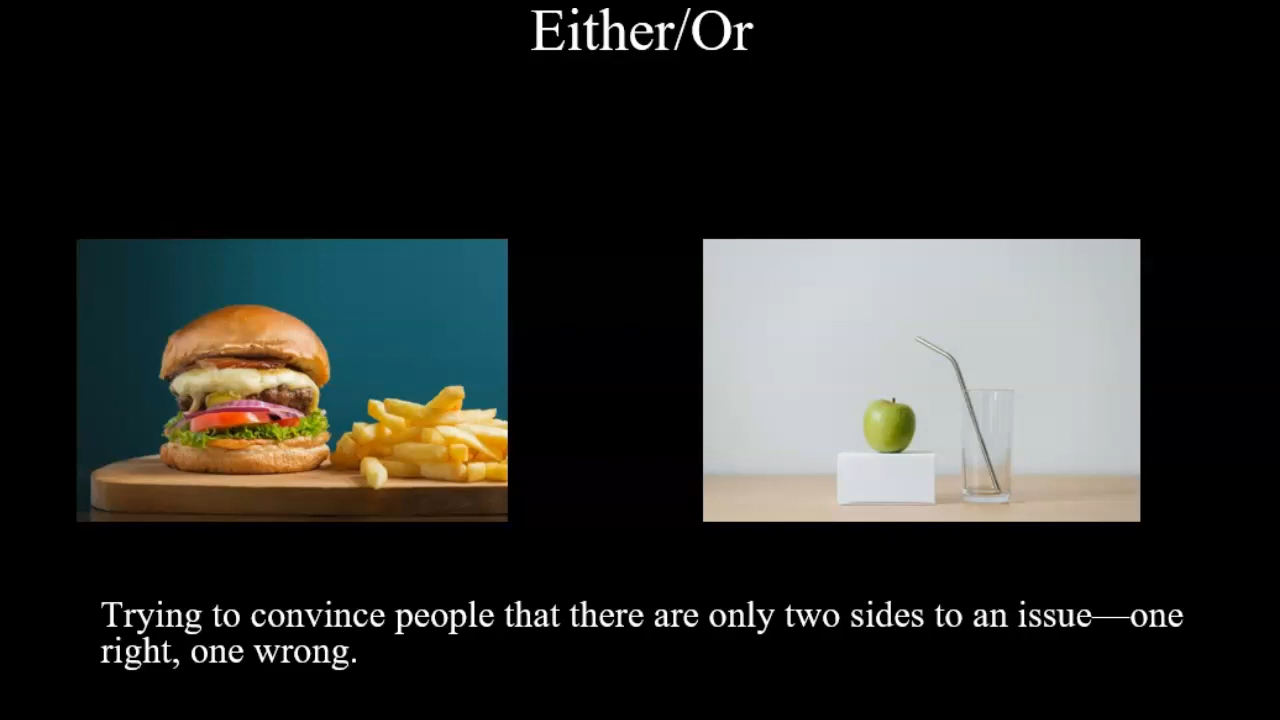 Either/Or
Trying to convince people that there are only two sides to an issue—one
right, one wrong.